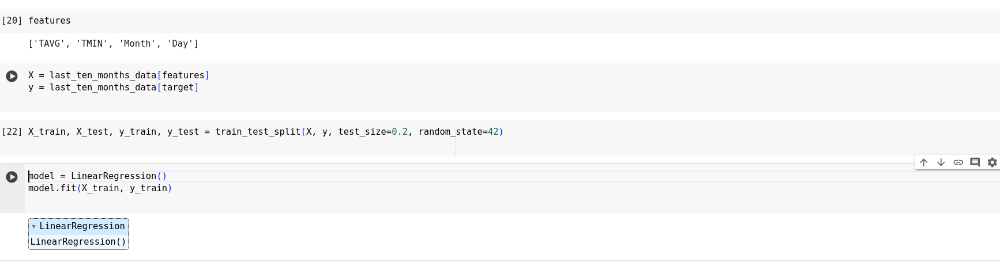 [20] features
['TAVG', 'TMIN', 'Month', 'Day']
X = last_ten_months_data[features]
y = last_ten_months_data[target]
[22] X_train, X_test, y_train, y_test = train_test_split(X, y, test_size=0.2, random_state=42)
model = LinearRegression()
model.fit(X_train, y_train)
▾ LinearRegression
LinearRegression()